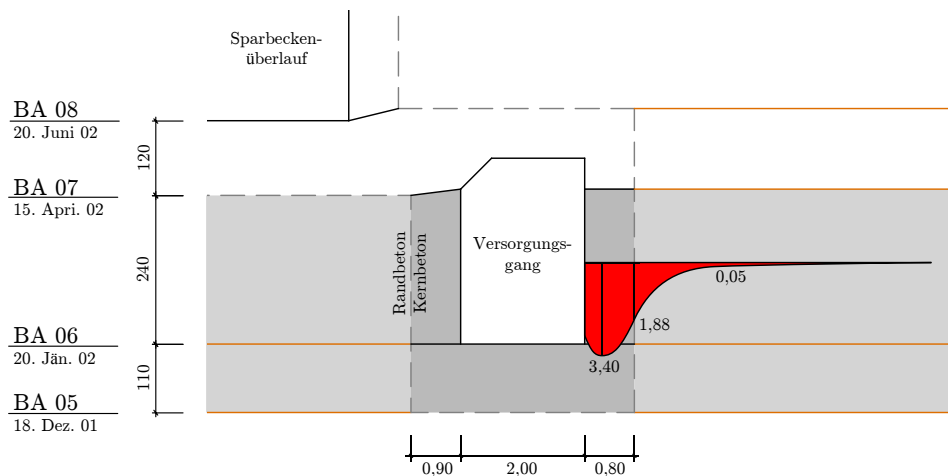 Sparbecken-
überlauf
BA 08
20. Juni 02
120
BA 07
15. Apri. 02
Versorgungs-
gang
Randbeton
Kernbeton
240
0,05
1,88
BA 06
20. Jän. 02
3,40
110
BA 05
18. Dez. 01
0,90
2,00
0,80